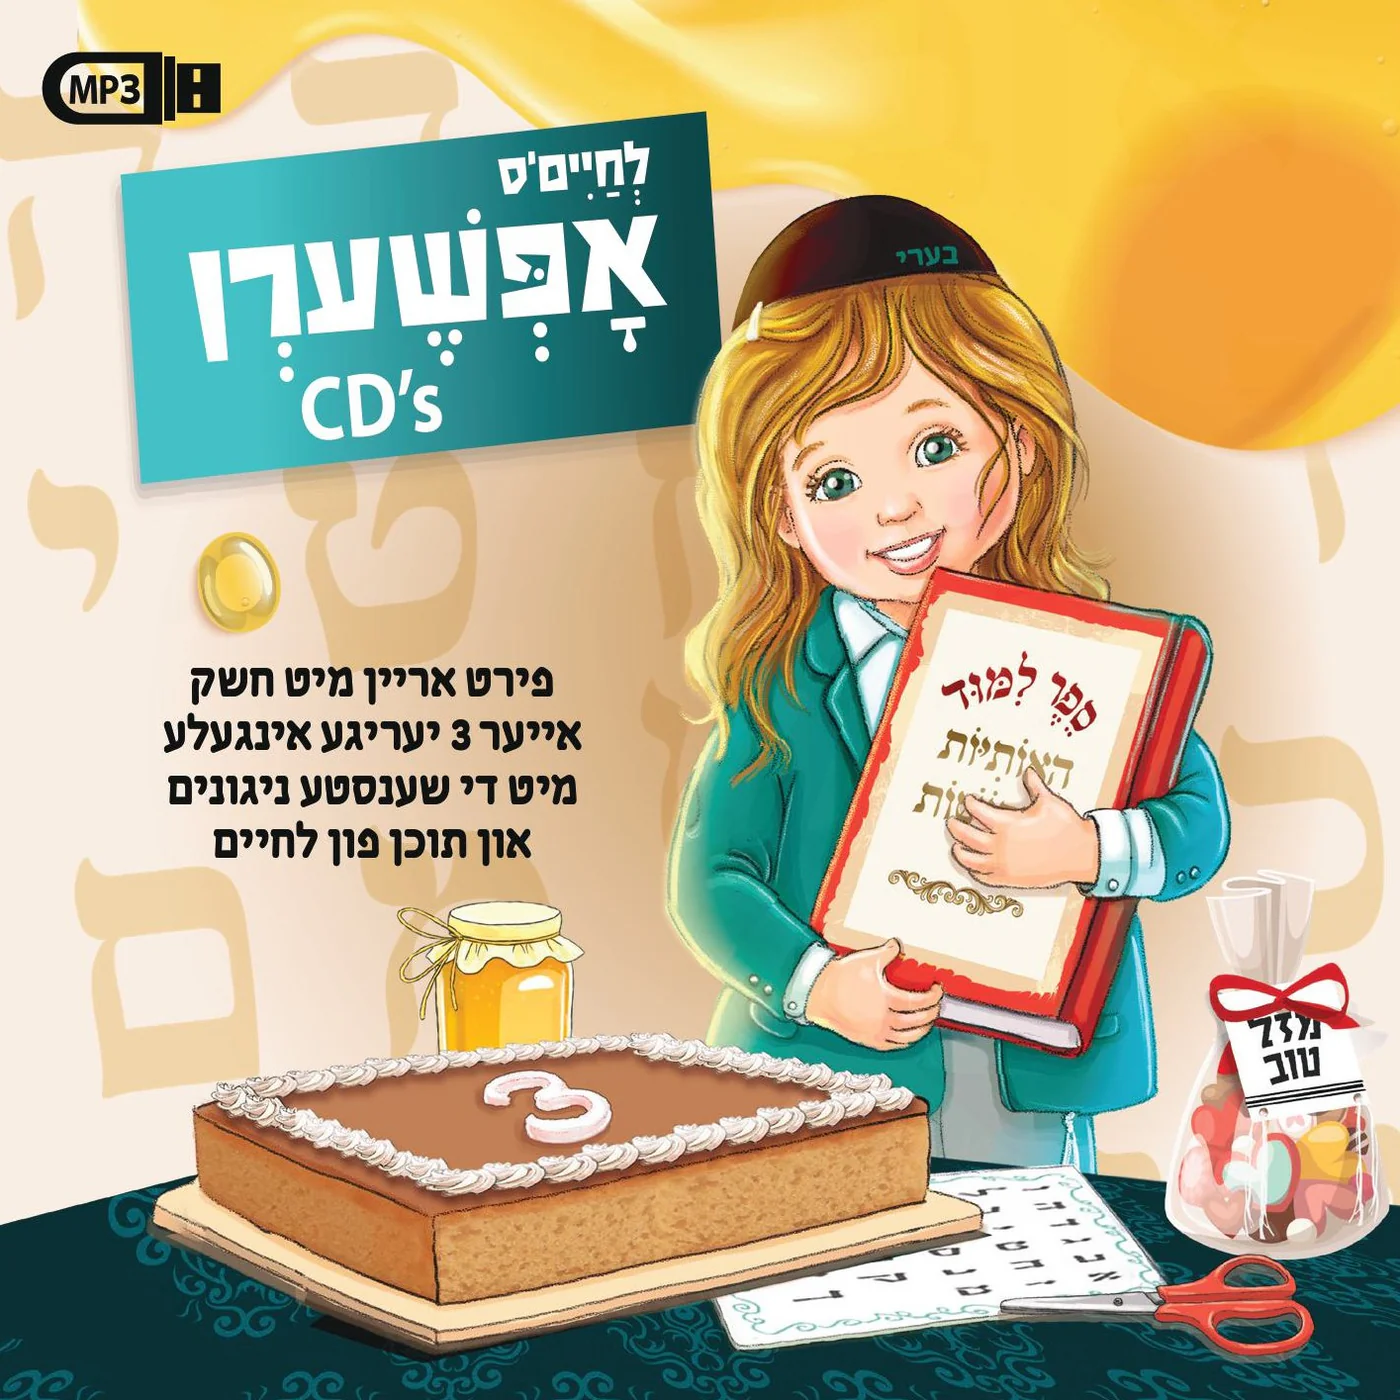 MP3
לְחַיִים'ס
אָפְּשֶׁערְן
CD's
בערי
פירט אריין מיט חשק
אייער 3 יעריגע אינגעלע
מיט די שענסטע ניגונים
און תוכן פון לחיים
סֵפֶר לִמּוּד
הָאוֹתִיּוֹת
3
מזל
טוב